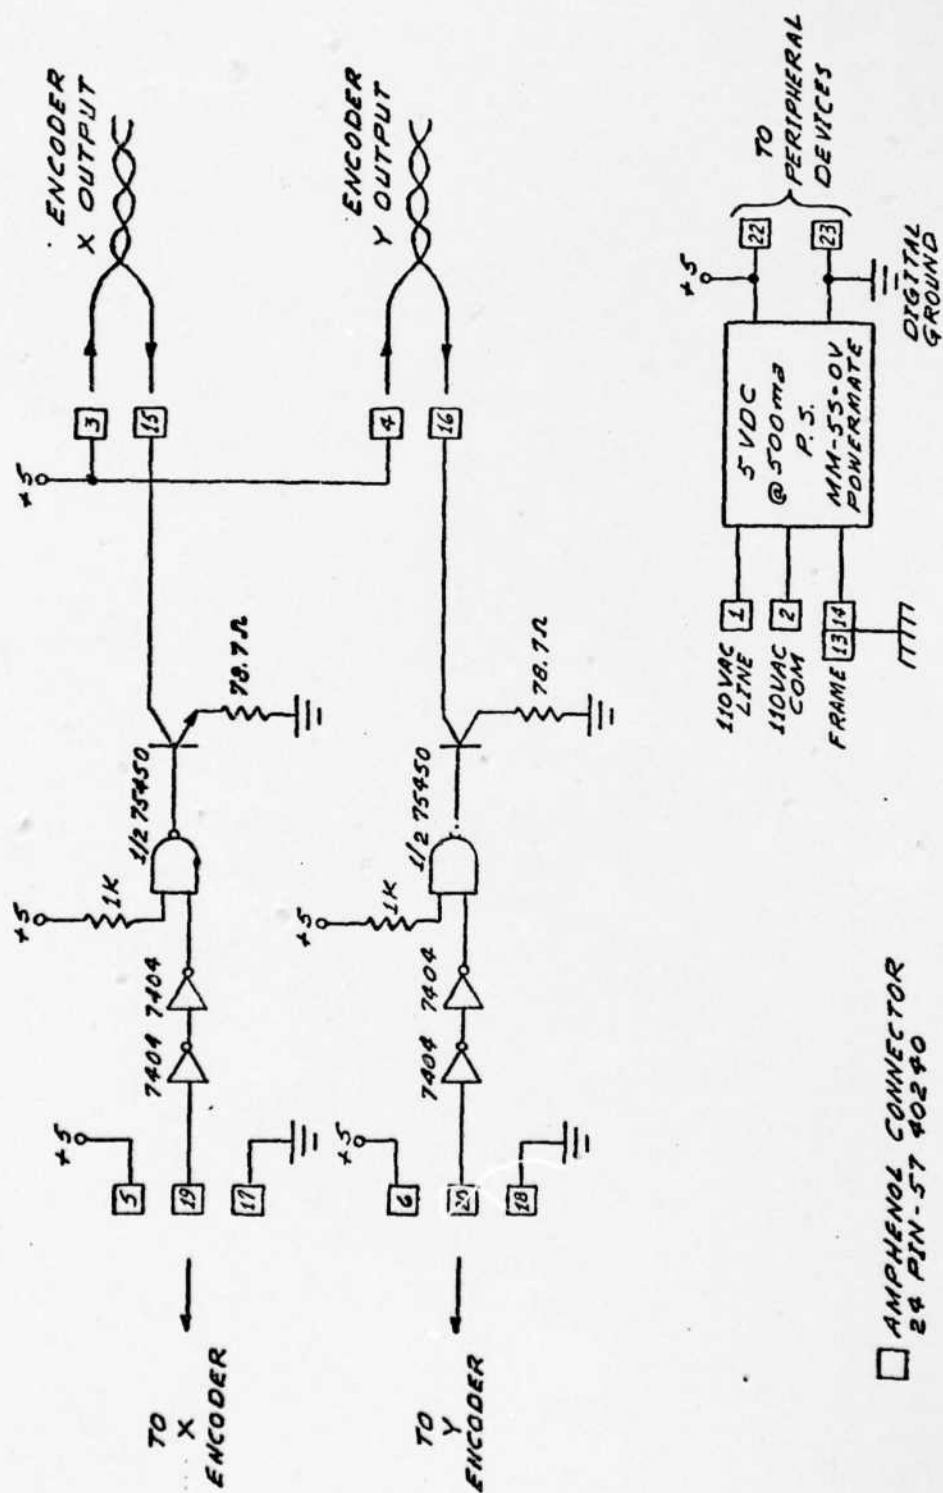 TO
X
ENCODER
+5
5
19
17
7404
7404
+5
1K
1/2 75450
78.7Ω
+5
3
15
ENCODER
X OUTPUT
TO
Y
ENCODER
+5
6
20
18
7404
7404
+5
1K
1/2 75450
78.7Ω
4
16
ENCODER
Y OUTPUT
110VAC
LINE
1
110VAC
COM
2
FRAME
13
14
5 VDC
@500ma
P.S.
MM-55-OV
POWERMATE
+5
22
23
TO
PERIPHERAL
DEVICES
DIGITAL
GROUND
AMPHENOL CONNECTOR
24 PIN-57 40240